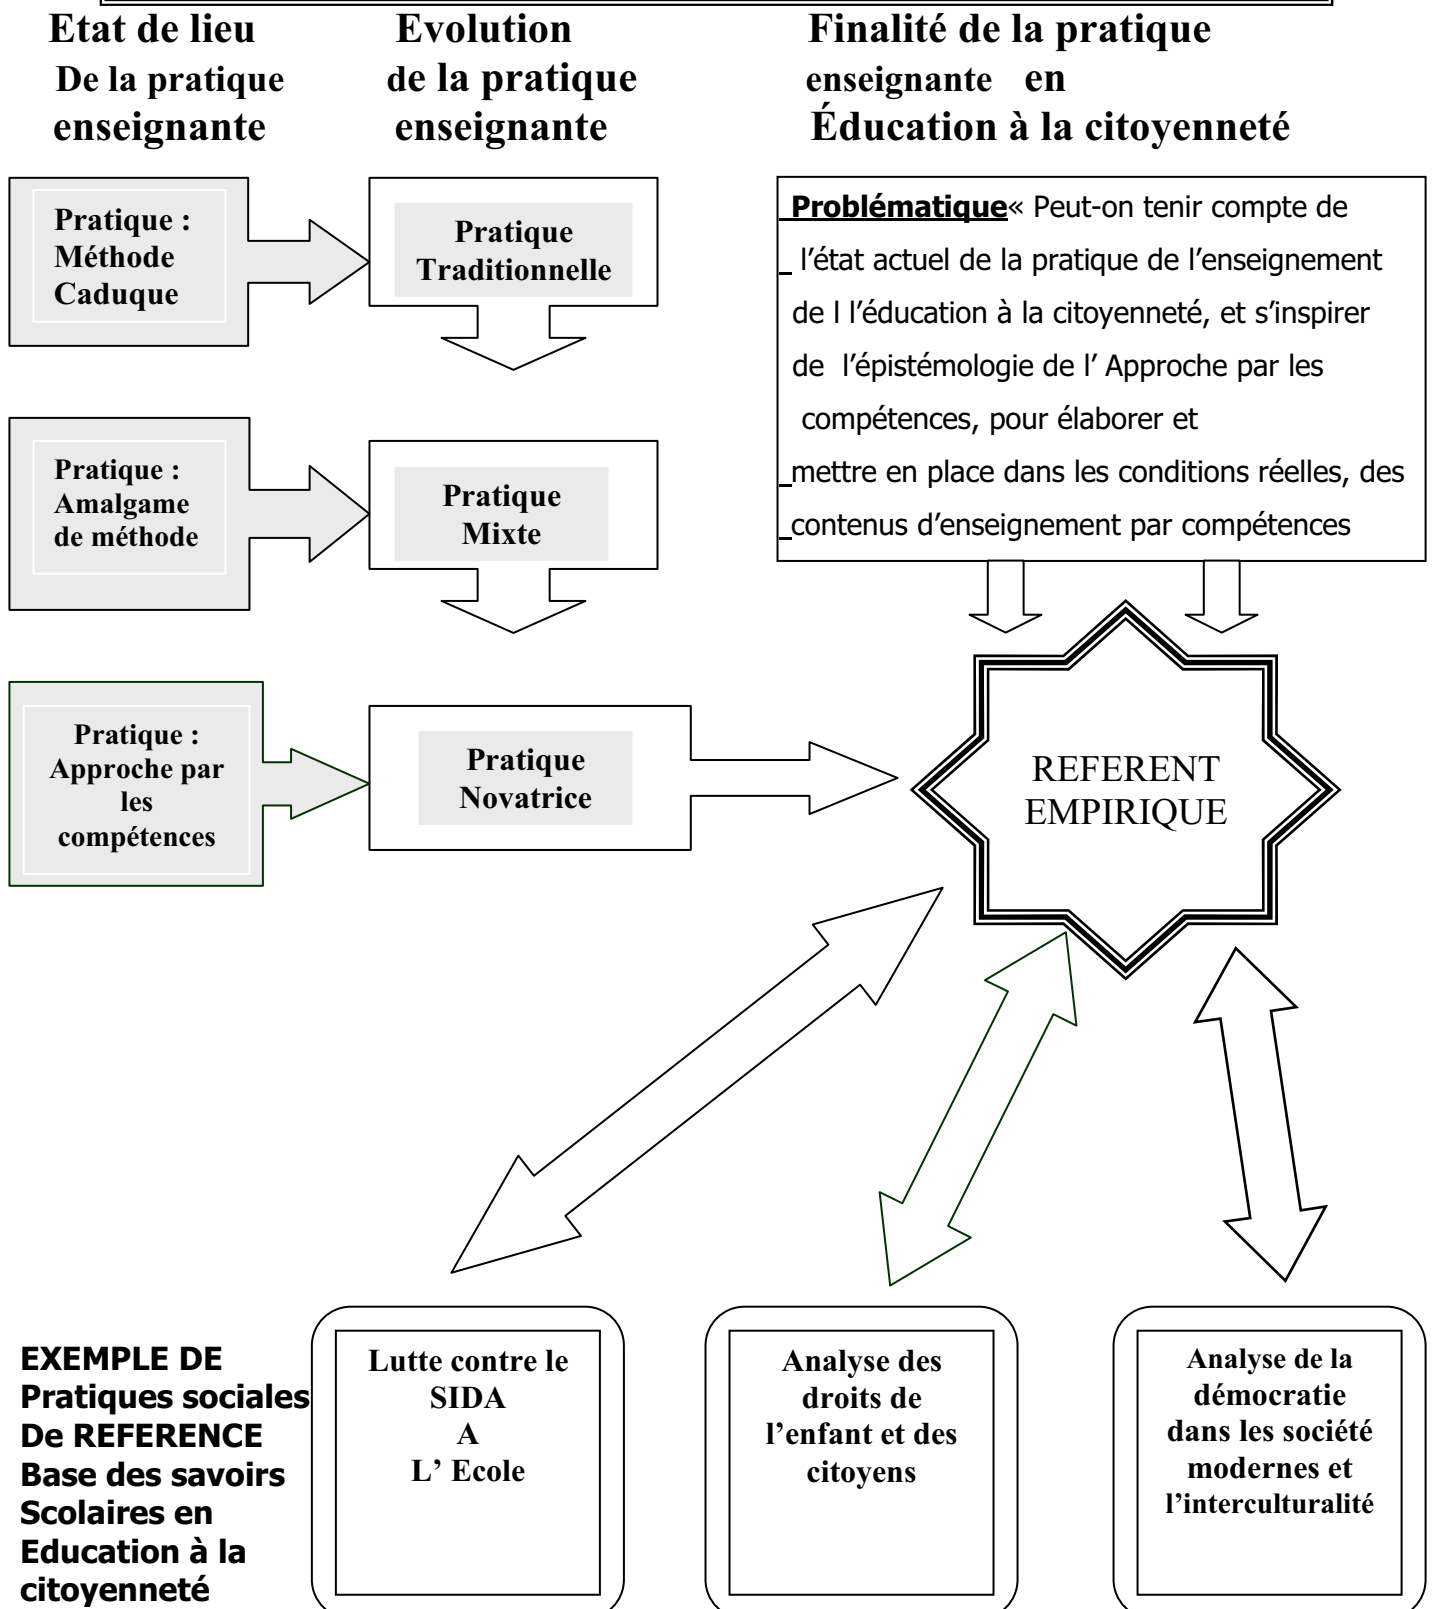 Etat de lieu
De la pratique
enseignante
Evolution
de la pratique
enseignante
Finalité de la pratique
enseignante en
Éducation à la citoyenneté
Pratique :
Méthode
Caduque
Pratique
Traditionnelle
Problématique« Peut-on tenir compte de
l’état actuel de la pratique de l’enseignement
de l l’éducation à la citoyenneté, et s’inspirer
de l’épistémologie de l’ Approche par les
compétences, pour élaborer et
mettre en place dans les conditions réelles, des
contenus d’enseignement par compétences
Pratique :
Amalgame
de méthode
Pratique
Mixte
Pratique :
Approche par
les
compétences
Pratique
Novatrice
REFERENT
EMPIRIQUE
EXEMPLE DE
Pratiques sociales
De REFERENCE
Base des savoirs
Scolaires en
Education à la
citoyenneté
Lutte contre le
SIDA
A
L’ Ecole
Analyse des
droits de
l’enfant et des
citoyens
Analyse de la
démocratie
dans les société
modernes et
l’interculturalité